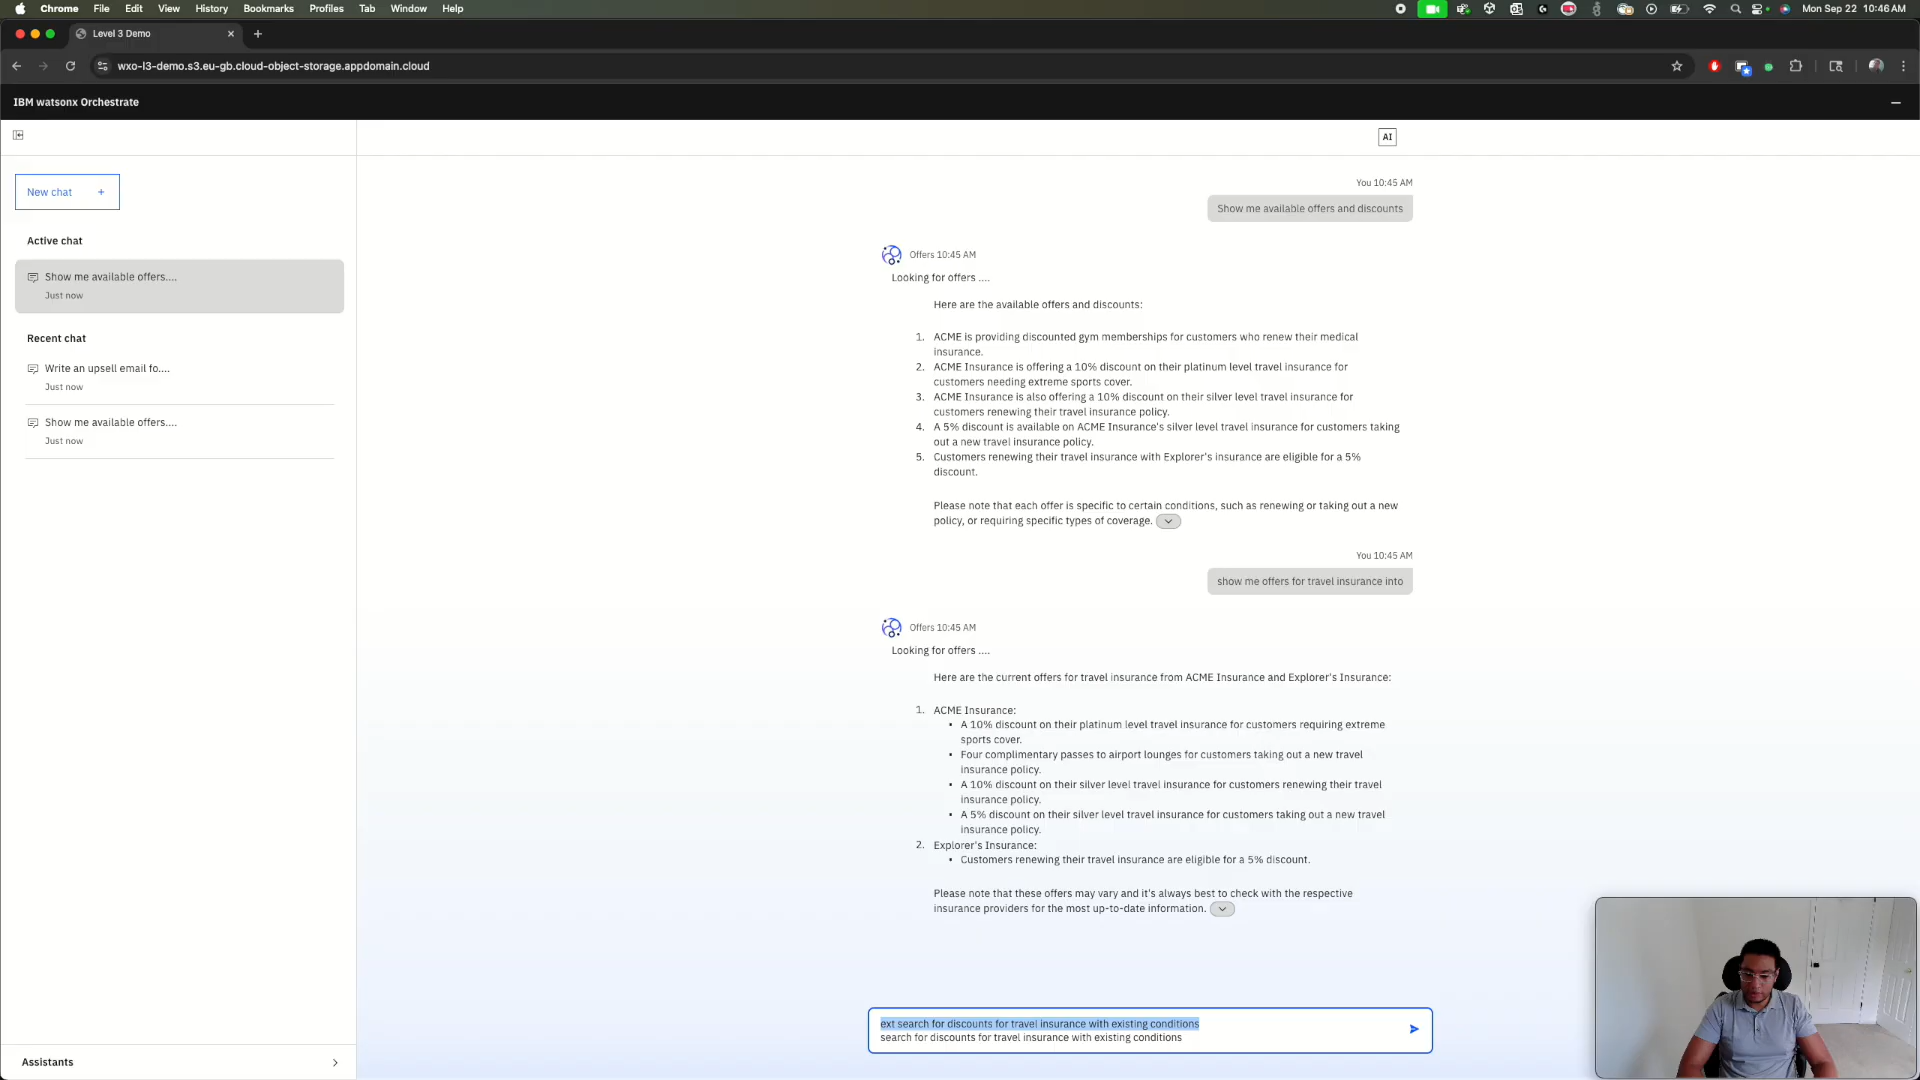 Chrome File Edit View History Bookmarks Profiles Tab Window Help Mon Sep 22 10:46 AM
Level 3 Demo
wxo-l3-demo.s3.eu-gb.cloud-object-storage.appdomain.cloud
IBM watsonx Orchestrate
AI
New chat +
Active chat
Show me available offers....
Just now
Recent chat
Write an upsell email fo....
Just now
Show me available offers....
Just now
Assistants
You 10:45 AM
Show me available offers and discounts
Offers 10:45 AM
Looking for offers ....
Here are the available offers and discounts:
1. ACME is providing discounted gym memberships for customers who renew their medical
insurance.
2. ACME Insurance is offering a 10% discount on their platinum level travel insurance for
customers needing extreme sports cover.
3. ACME Insurance is also offering a 10% discount on their silver level travel insurance for
customers renewing their travel insurance policy.
4. A 5% discount is available on ACME Insurance's silver level travel insurance for customers taking
out a new travel insurance policy.
5. Customers renewing their travel insurance with Explorer's insurance are eligible for a 5%
discount.
Please note that each offer is specific to certain conditions, such as renewing or taking out a new
policy, or requiring specific types of coverage.
You 10:45 AM
show me offers for travel insurance into
Offers 10:45 AM
Looking for offers ....
Here are the current offers for travel insurance from ACME Insurance and Explorer's Insurance:
1. ACME Insurance:
• A 10% discount on their platinum level travel insurance for customers requiring extreme
sports cover.
• Four complimentary passes to airport lounges for customers taking out a new travel
insurance policy.
• A 10% discount on their silver level travel insurance for customers renewing their travel
insurance policy.
• A 5% discount on their silver level travel insurance for customers taking out a new travel
insurance policy.
2. Explorer's Insurance:
• Customers renewing their travel insurance are eligible for a 5% discount.
Please note that these offers may vary and it's always best to check with the respective
insurance providers for the most up-to-date information.
ext search for discounts for travel insurance with existing conditions
search for discounts for travel insurance with existing conditions